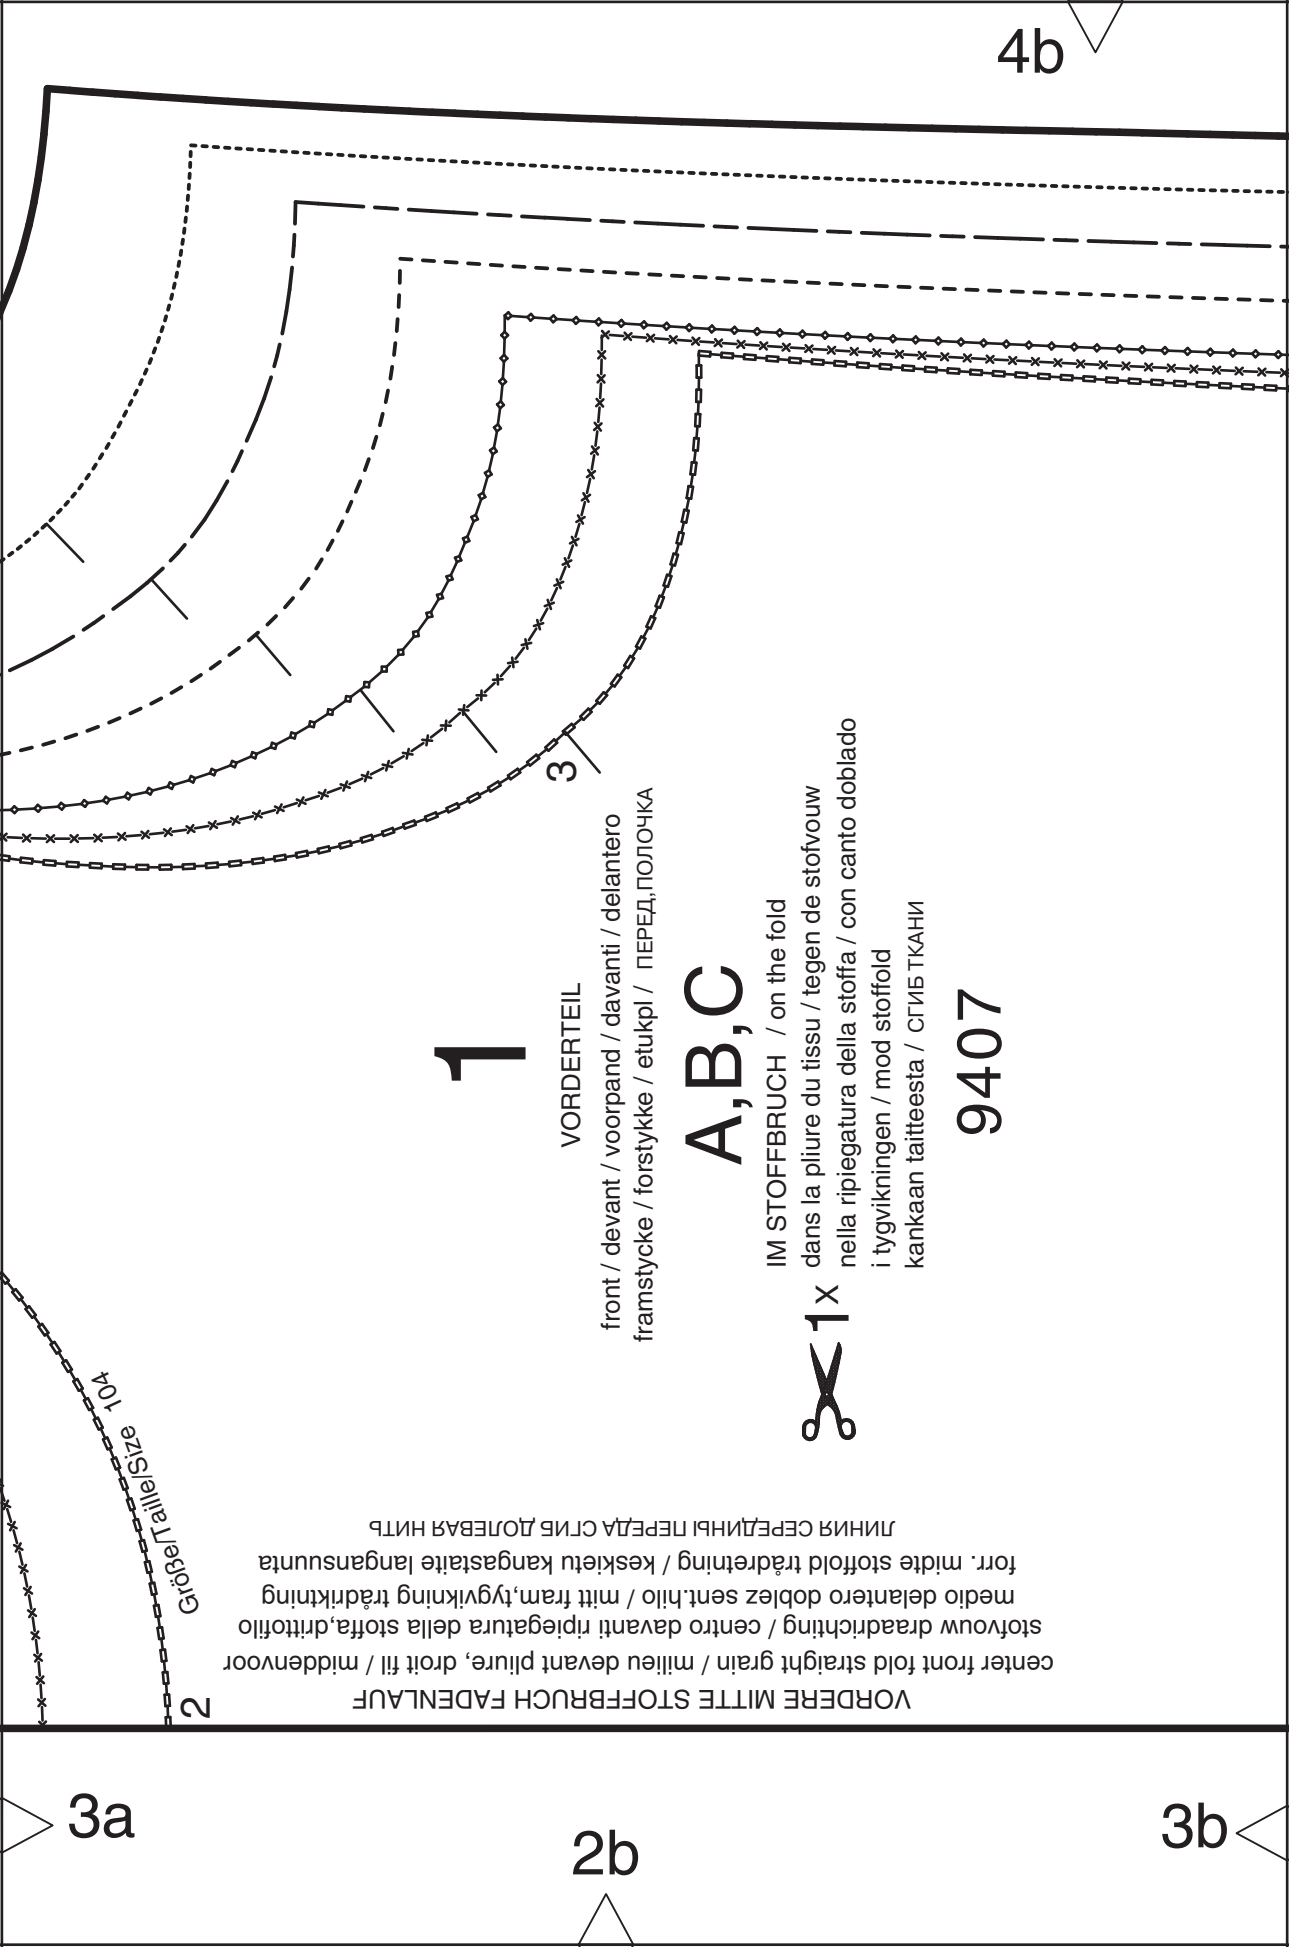 4b
3
1
VORDERTEIL
front / devant / voorpand / davanti / delantero
framstycke / forstykke / etukpl / ПЕРЕД,ПОЛОЧКА
A,B,C
IM STOFFBRUCH / on the fold
dans la pliure du tissu / tegen de stofvouw
nella ripiegatura della stoffa / con canto doblado
i tygvikningen / mod stoffold
kankaan taitteesta / СГИБ ТКАНИ
1x
9407
Größe/Taille/Size 104
2
VORDERE MITTE STOFFBRUCH FADENLAUF
center front fold straight grain / milieu devant pliure, droit fil / middenvoor
stofvouw draadrichting / centro davanti ripiegatura della stoffa,drittofilo
medio delantero doblez sent.hilo / mitt fram,tygvikning trådriktning
forr. midte stoffold trådretning / keskietu kangastaite langansuunta
ЛИНИЯ СЕРЕДИНЫ ПЕРЕДА СГИБ ДОЛЕВАЯ НИТЬ
3a
2b
3b